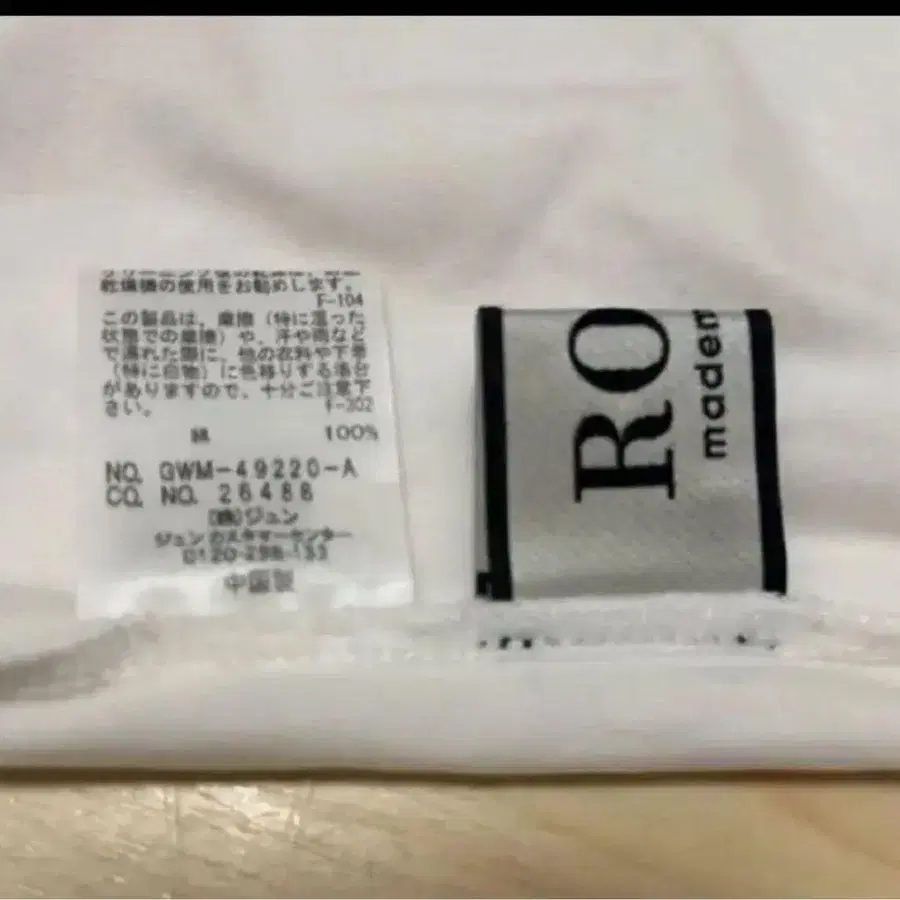 乾燥機の使用をお勧めします。
F-104
この製品は、摩擦（特に湿った
状態での摩擦）や、汗や雨など
で濡れた際に、他の衣料や下着
（特に白物）に色移りする場合
がありますので、十分ご注意下
さい。
F-302
綿 100%
NO. GWM-49220-A
CO. NO. 26486
(株)ジュン
ジュンカスタマーセンター
0120-298-133
中国製
RO
madem